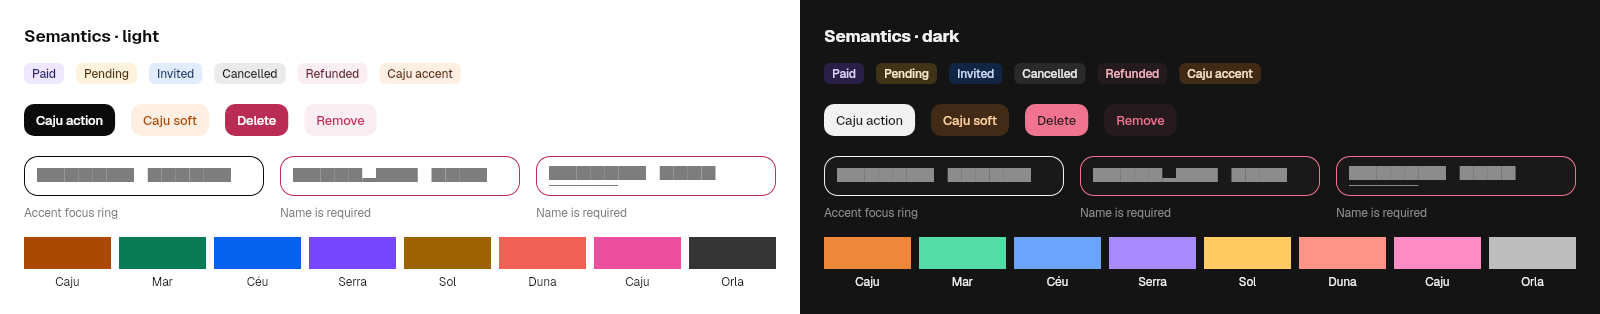 Semantics · light
Paid Pending Invited Cancelled Refunded Caju accent
Caju action Caju soft Delete Remove
Accent focus ring Name is required Name is required
Caju Mar Céu Serra Sol Duna Caju Orla
Semantics · dark
Paid Pending Invited Cancelled Refunded Caju accent
Caju action Caju soft Delete Remove
Accent focus ring Name is required Name is required
Caju Mar Céu Serra Sol Duna Caju Orla